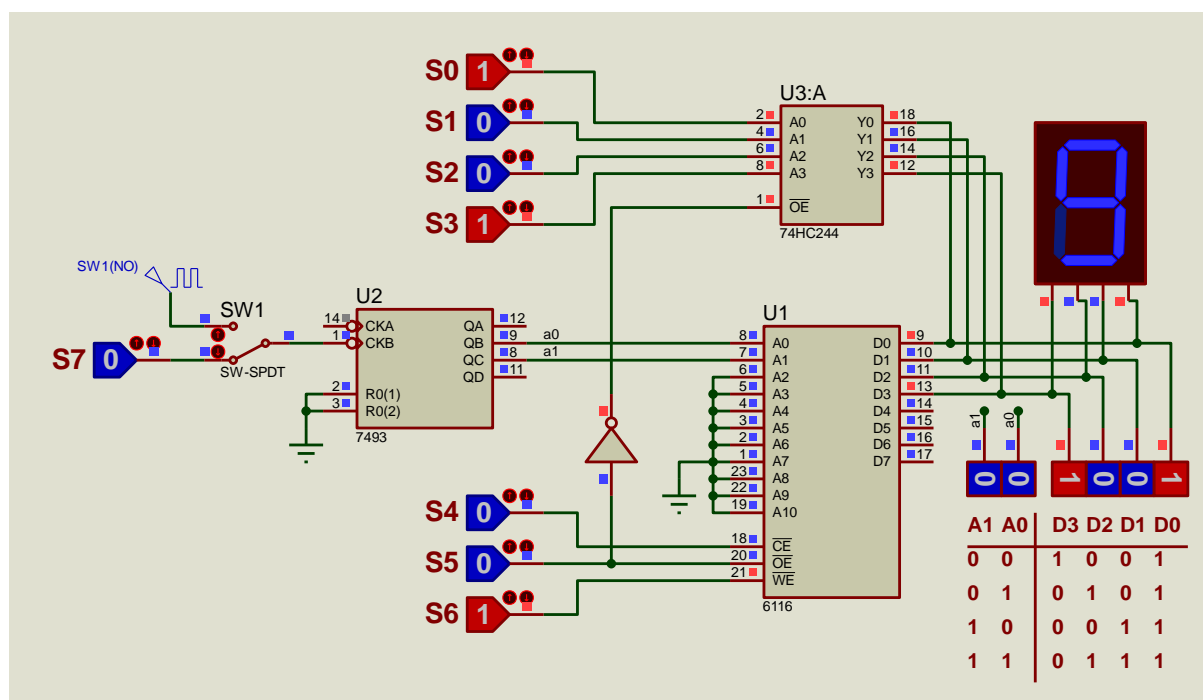 S0 1
S1 0
S2 0
S3 1
U3:A
2 A0 Y0 18
4 A1 Y1 16
6 A2 Y2 14
8 A3 Y3 12
1 OE
74HC244
SW1(NO)
SW1
S7 0
SW-SPDT
U2
14 CKA QA 12
1 CKB QB 9 a0
QC 8 a1
QD 11
2 R0(1)
3 R0(2)
7493
U1
8 A0 D0 9
7 A1 D1 10
6 A2 D2 11
5 A3 D3 13
4 A4 D4 14
3 A5 D5 15
2 A6 D6 16
1 A7 D7 17
23 A8
22 A9
19 A10
18 CE
20 OE
21 WE
6116
S4 0
S5 0
S6 1
9
a1 a0
0 0 1 0 0 1
A1 A0 D3 D2 D1 D0
0 0 1 0 0 1
0 1 0 1 0 1
1 0 0 0 1 1
1 1 0 1 1 1